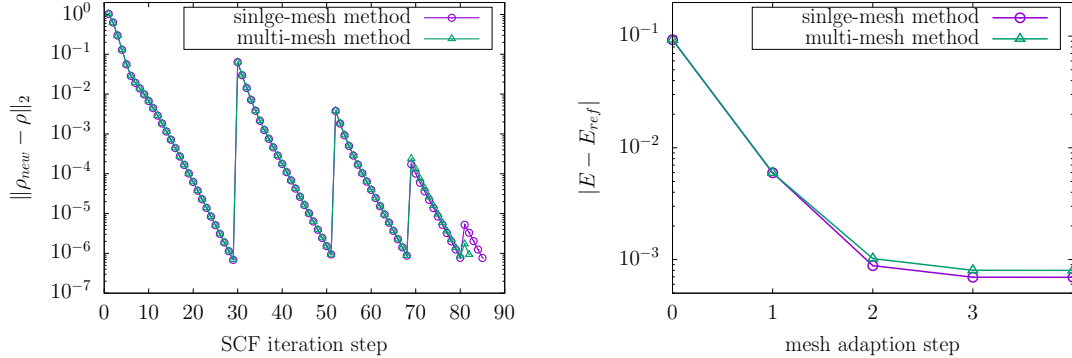 sinlge-mesh method
multi-mesh method
10^0
10^-1
10^-2
10^-3
10^-4
10^-5
10^-6
10^-7
0 10 20 30 40 50 60 70 80 90
SCF iteration step
‖ρ_new − ρ‖_2
sinlge-mesh method
multi-mesh method
10^-1
10^-2
10^-3
0 1 2 3
mesh adaption step
|E − E_ref|